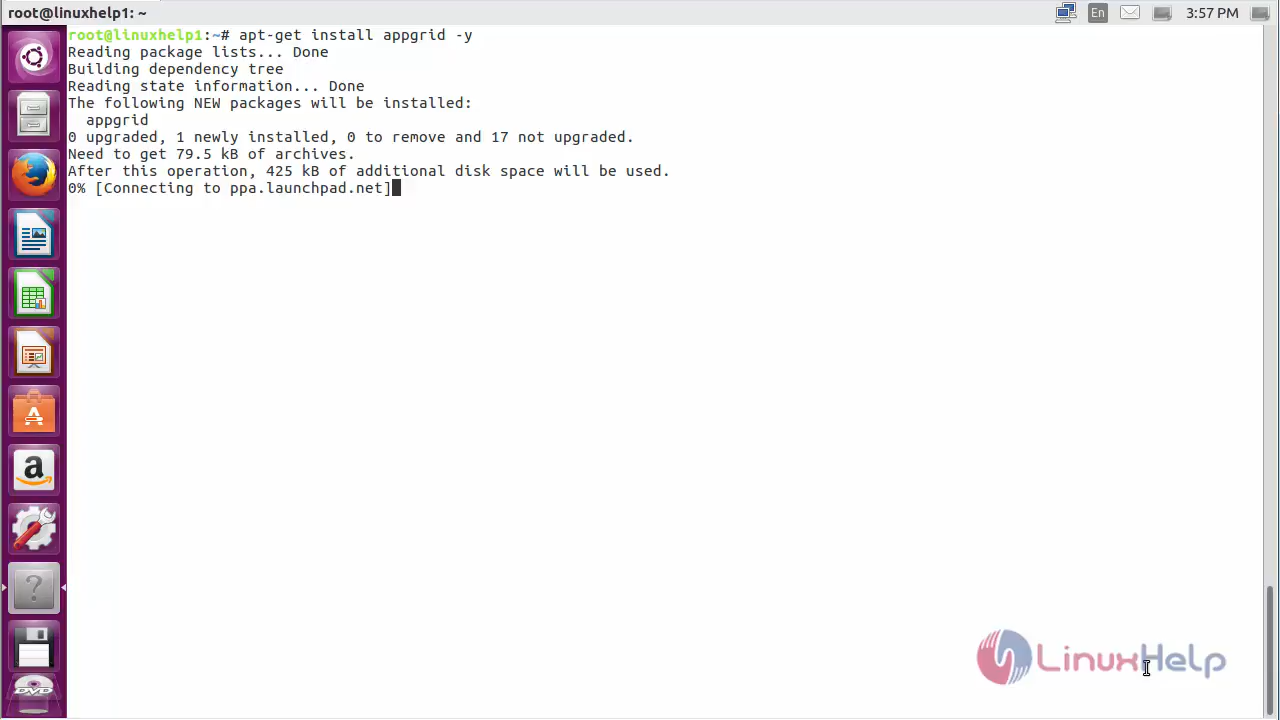 root@linuxhelp1: ~
En
3:57 PM
root@linuxhelp1:~# apt-get install appgrid -y
Reading package lists... Done
Building dependency tree
Reading state information... Done
The following NEW packages will be installed:
appgrid
0 upgraded, 1 newly installed, 0 to remove and 17 not upgraded.
Need to get 79.5 kB of archives.
After this operation, 425 kB of additional disk space will be used.
0% [Connecting to ppa.launchpad.net]
LinuxHelp